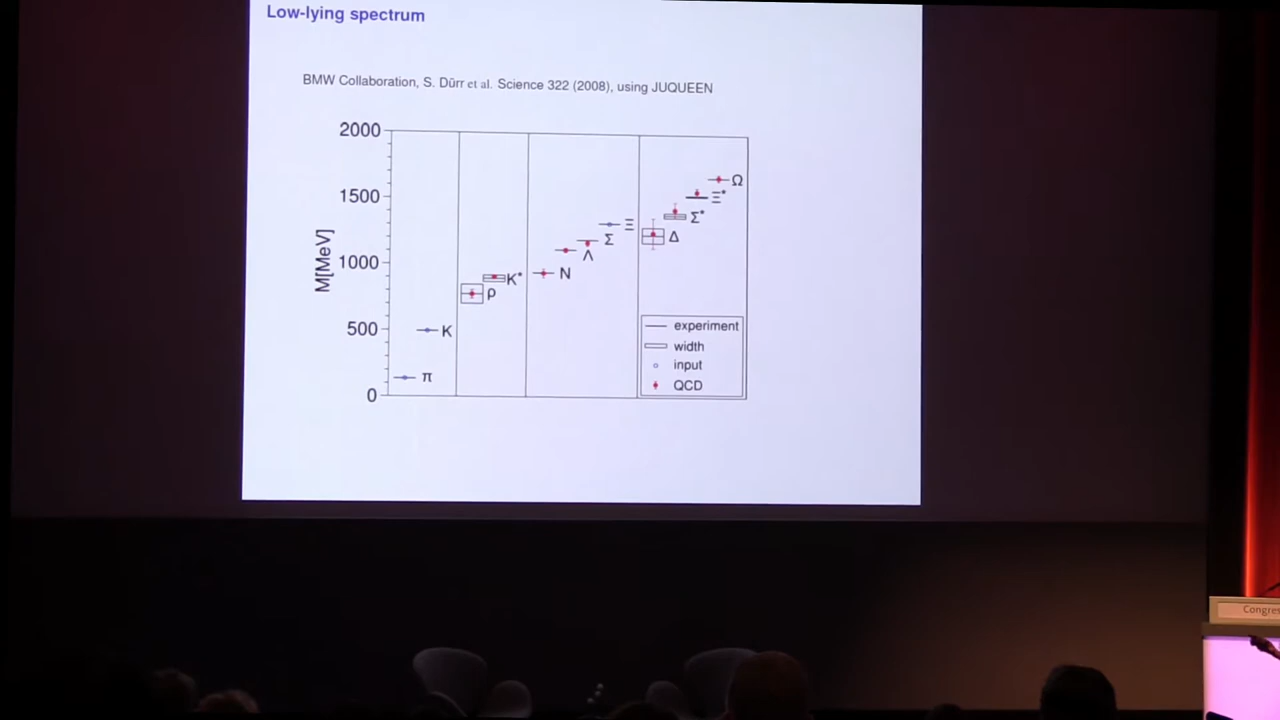 Low-lying spectrum
BMW Collaboration, S. Dürr et al. Science 322 (2008), using JUQUEEN
2000
1500
1000
500
0
M[MeV]
π
K
ρ
K*
N
Λ
Σ
Ξ
Δ
Σ*
Ξ*
Ω
experiment
width
input
QCD